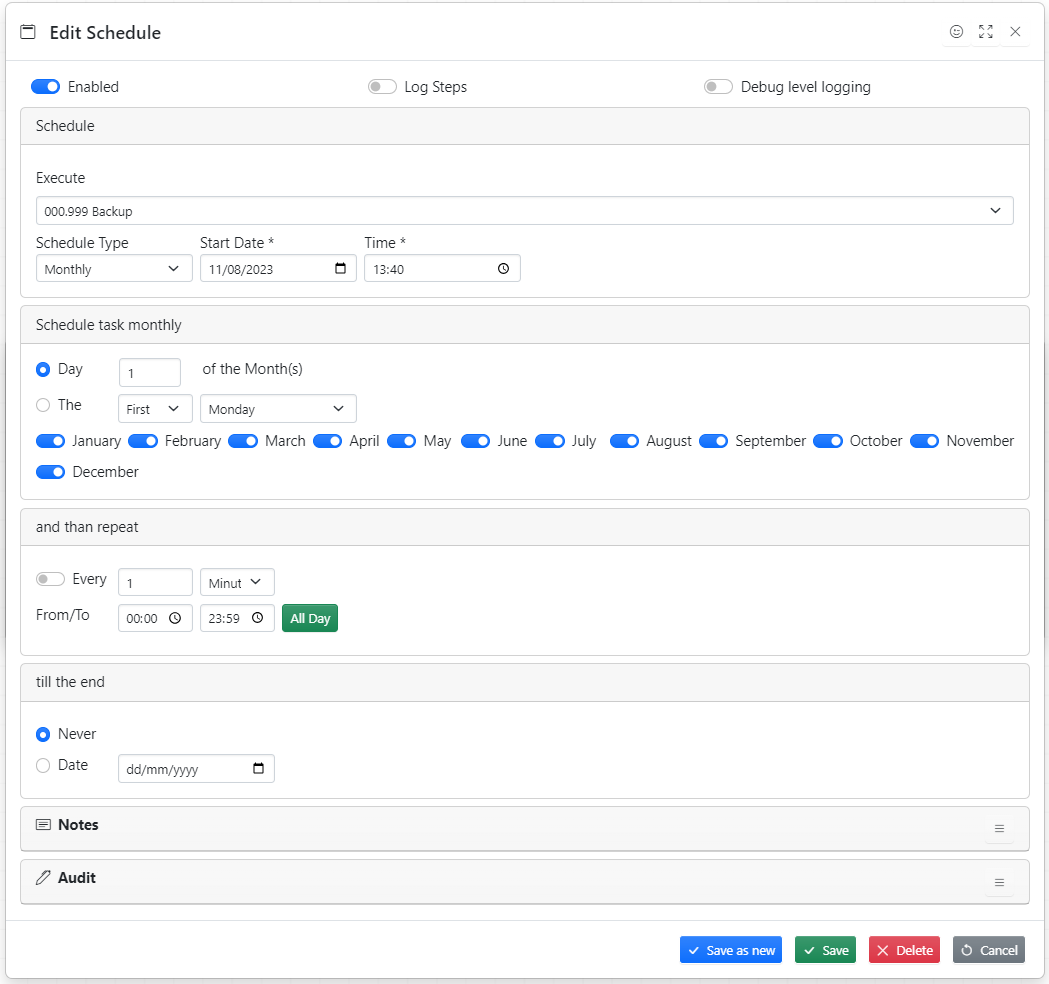 Edit Schedule
Enabled Log Steps Debug level logging
Schedule
Execute
000.999 Backup
Schedule Type Start Date * Time *
Monthly 11/08/2023 13:40
Schedule task monthly
Day 1 of the Month(s)
The First Monday
January February March April May June July August September October November
December
and than repeat
Every 1 Minut
From/To 00:00 23:59 All Day
till the end
Never
Date dd/mm/yyyy
Notes
Audit
Save as new Save Delete Cancel